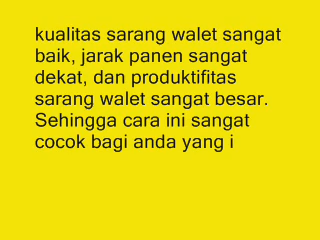 kualitas sarang walet sangat
baik, jarak panen sangat
dekat, dan produktifitas
sarang walet sangat besar.
Sehingga cara ini sangat
cocok bagi anda yang i